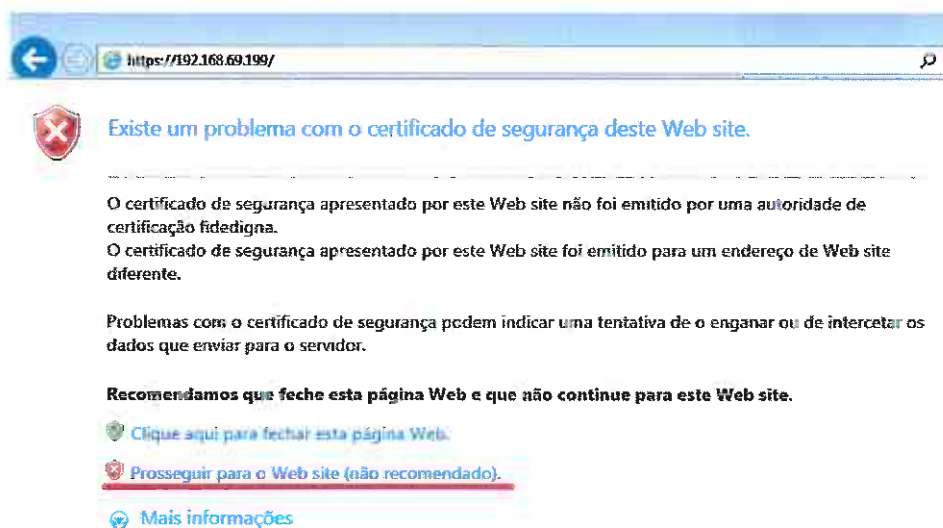 https://192.168.69.199/
Existe um problema com o certificado de segurança deste Web site.
O certificado de segurança apresentado por este Web site não foi emitido por uma autoridade de
certificação fidedigna.
O certificado de segurança apresentado por este Web site foi emitido para um endereço de Web site
diferente.
Problemas com o certificado de segurança podem indicar uma tentativa de o enganar ou de intercetar os
dados que enviar para o servidor.
Recomendamos que feche esta página Web e que não continue para este Web site.
Clique aqui para fechar esta página Web.
Prosseguir para o Web site (não recomendado).
Mais informações